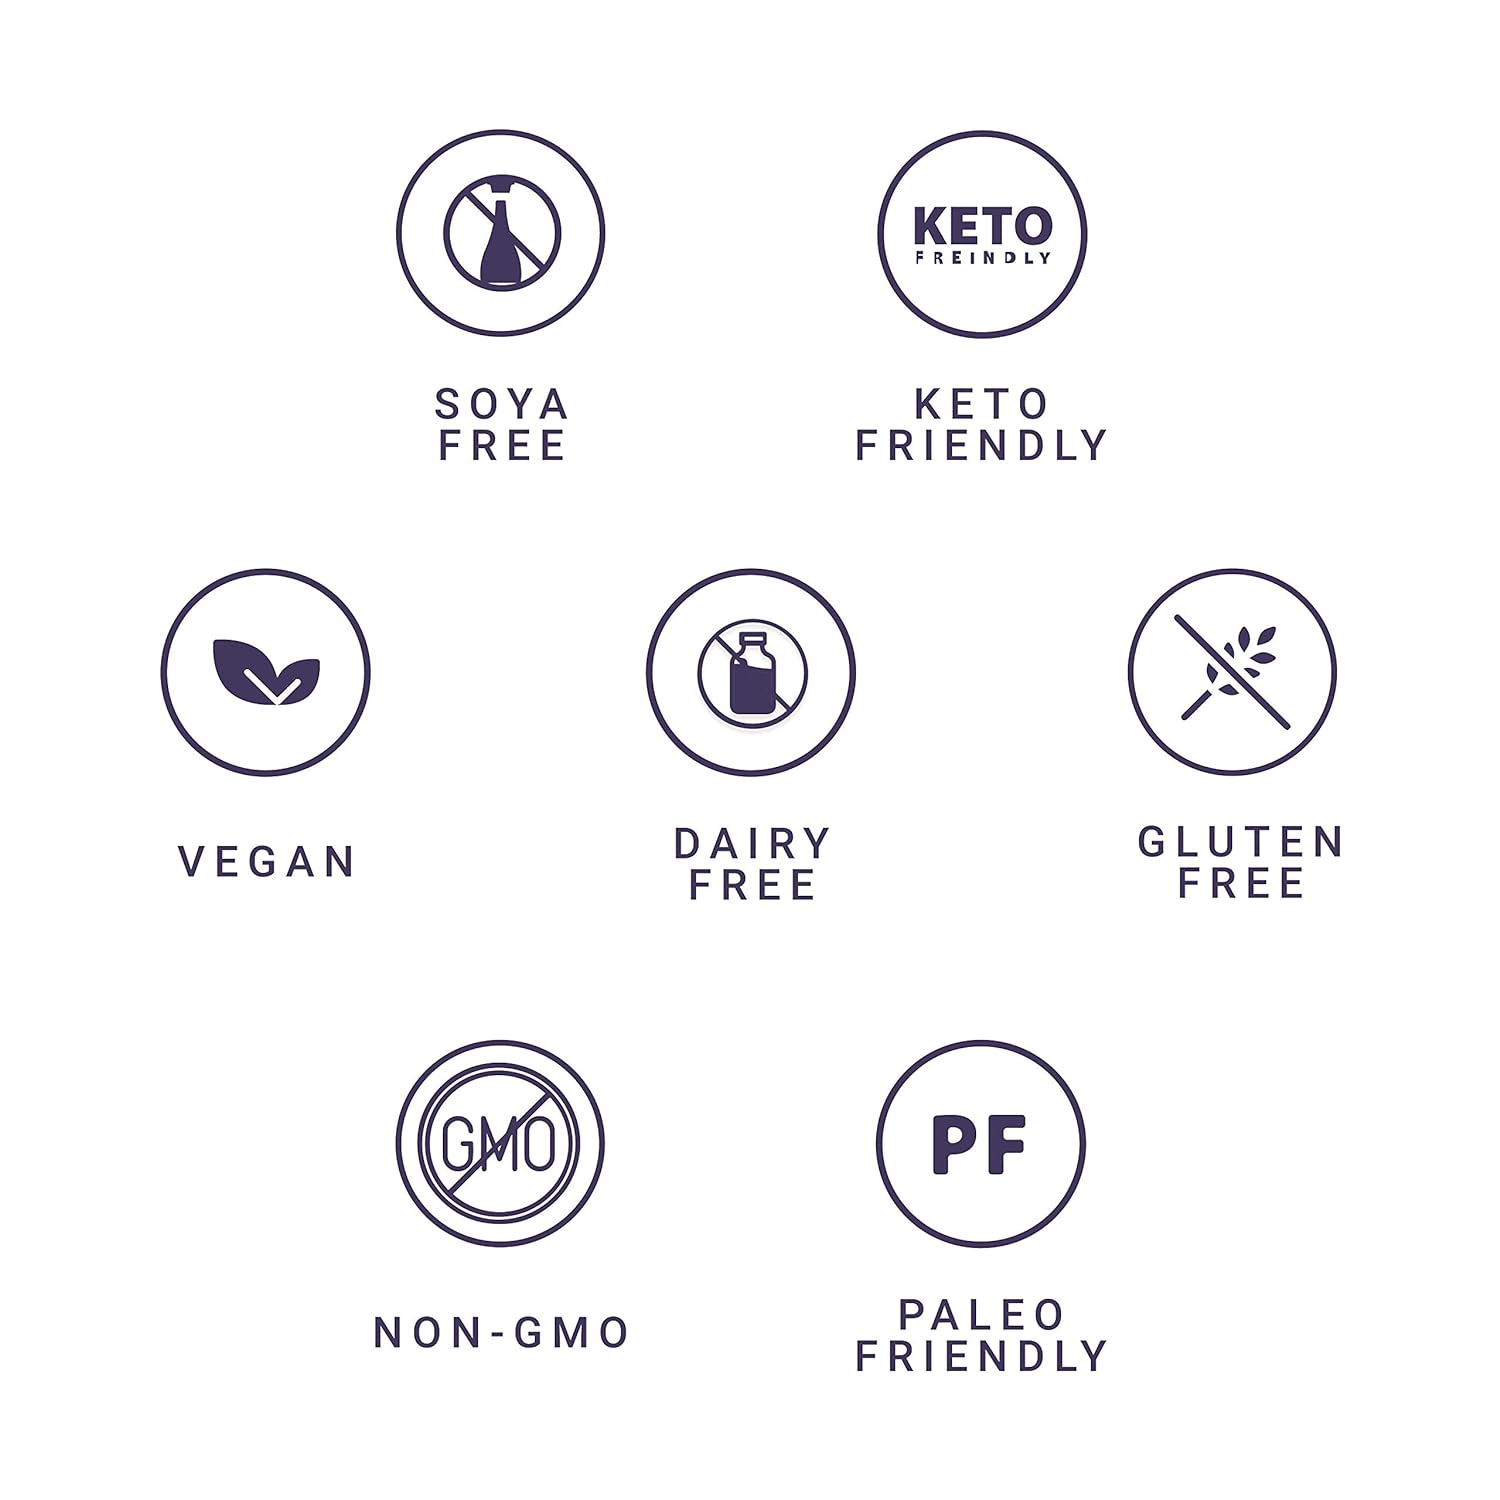 KETO
FREINDLY
SOYA
FREE
KETO
FRIENDLY
VEGAN
DAIRY
FREE
GLUTEN
FREE
GMO
PF
NON-GMO
PALEO
FRIENDLY